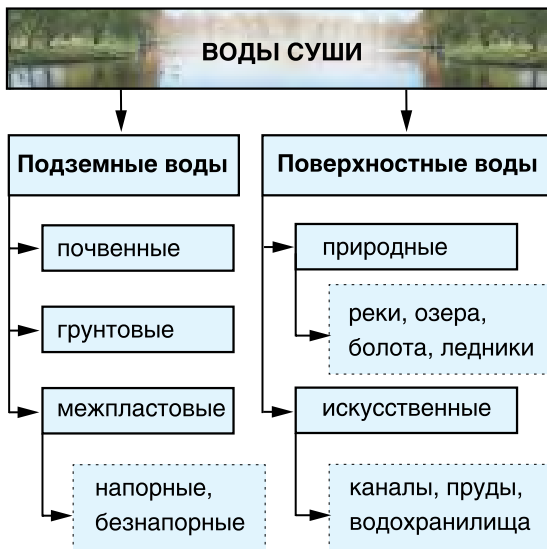 ВОДЫ СУШИ
Подземные воды
почвенные
грунтовые
межпластовые
напорные,
безнапорные
Поверхностные воды
природные
реки, озера,
болота, ледники
искусственные
каналы, пруды,
водохранилища